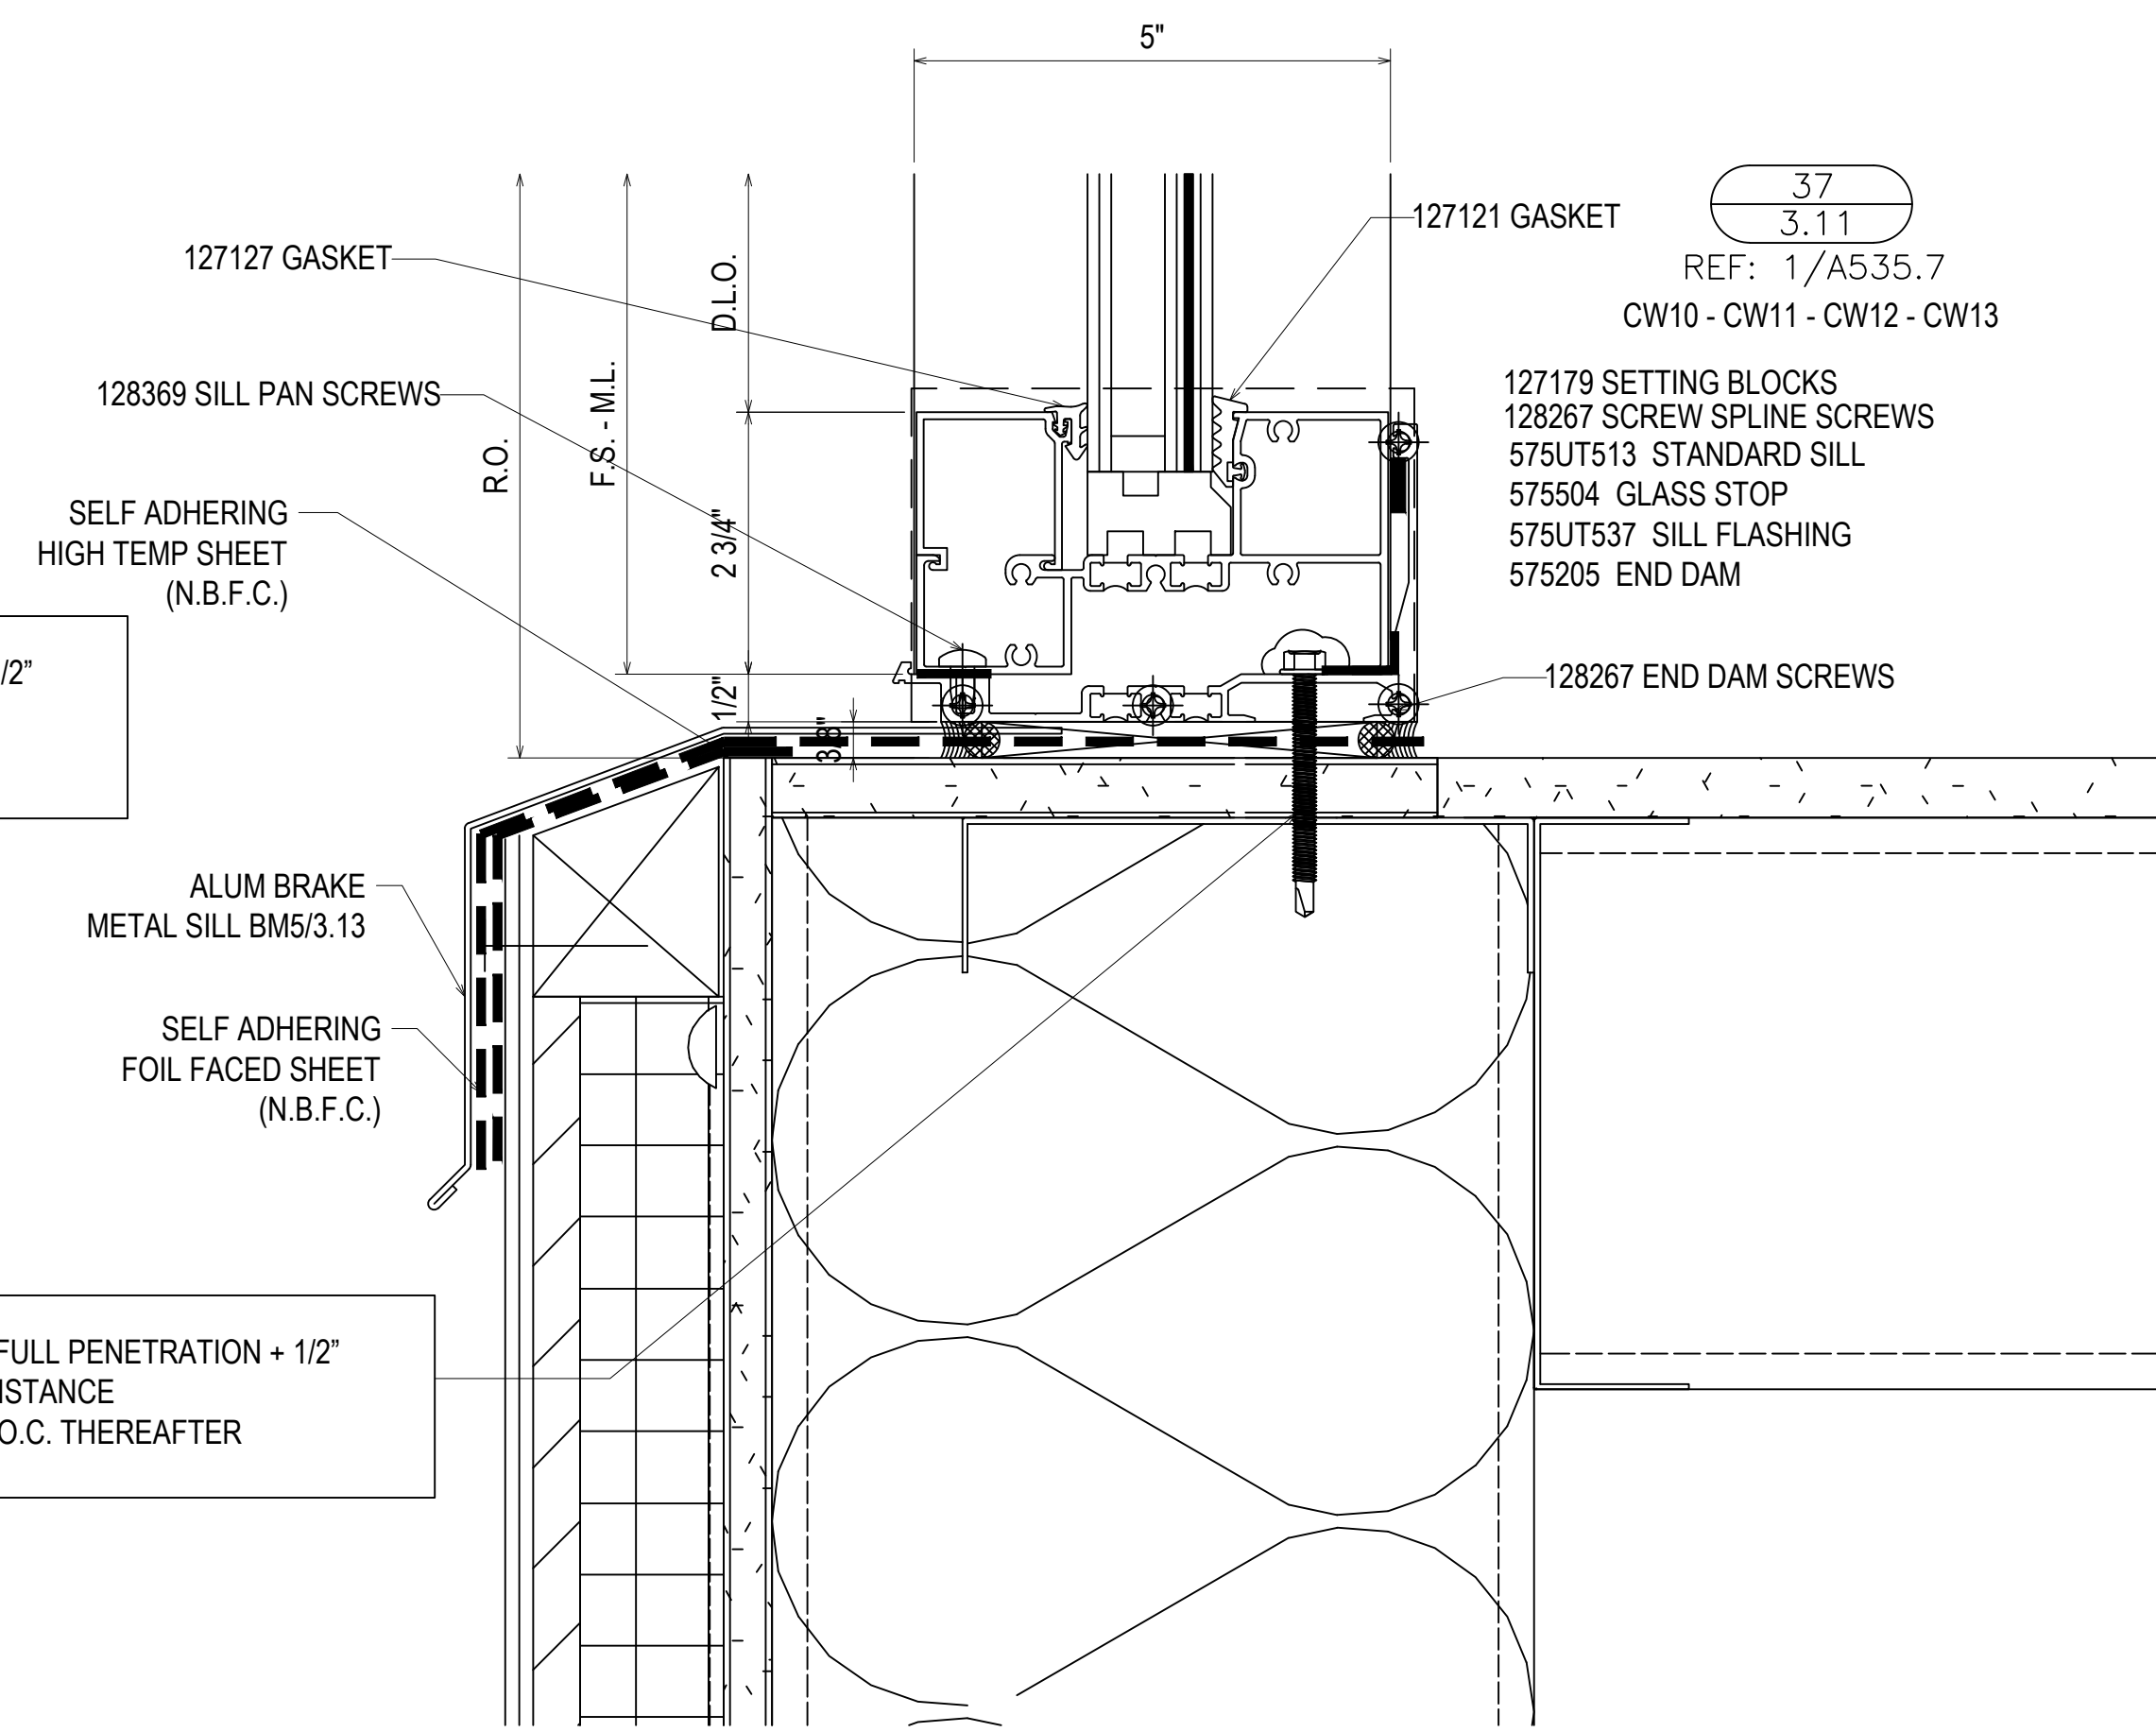 5"
127121 GASKET
37
3.11
REF: 1/A535.7
CW10 - CW11 - CW12 - CW13
127127 GASKET
D.L.O.
F.S. - M.L.
R.O.
128369 SILL PAN SCREWS
127179 SETTING BLOCKS
128267 SCREW SPLINE SCREWS
575UT513 STANDARD SILL
575504 GLASS STOP
575UT537 SILL FLASHING
575205 END DAM
SELF ADHERING
HIGH TEMP SHEET
(N.B.F.C.)
2 3/4"
/2”
1/2"
128267 END DAM SCREWS
3/8"
ALUM BRAKE
METAL SILL BM5/3.13
SELF ADHERING
FOIL FACED SHEET
(N.B.F.C.)
FULL PENETRATION + 1/2”
ISTANCE
O.C. THEREAFTER